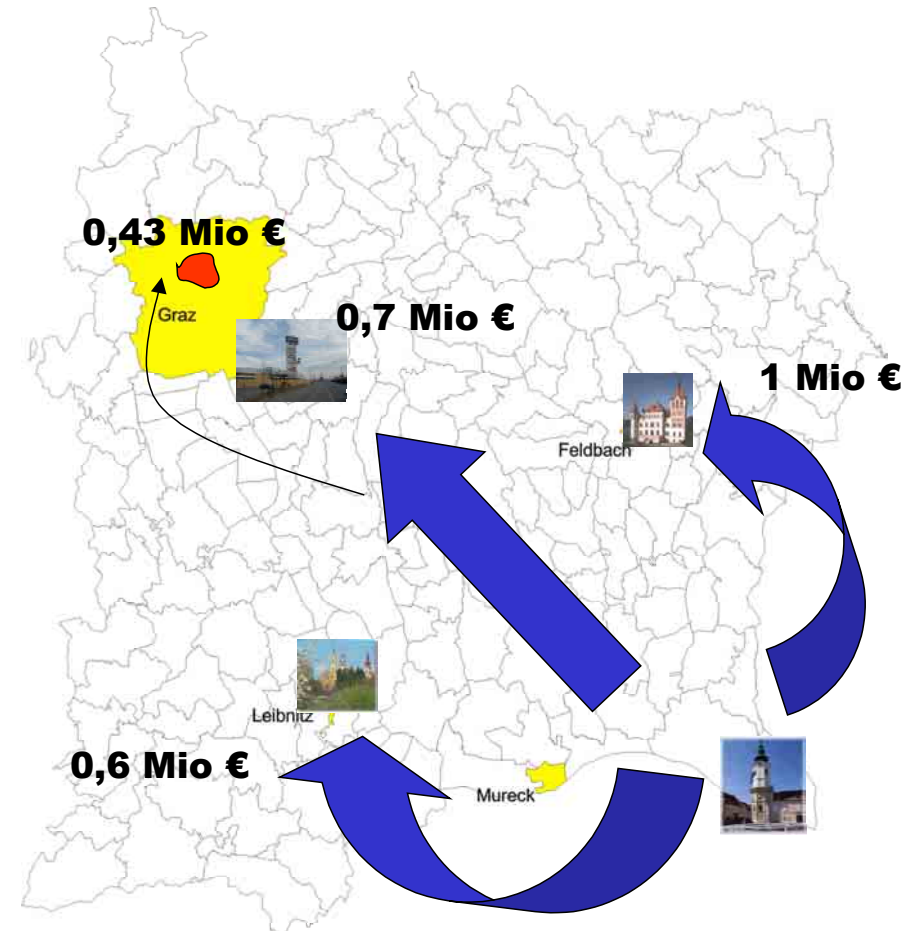 0,43 Mio €
Graz
0,7 Mio €
1 Mio €
Feldbach
Leibnitz
0,6 Mio €
Mureck